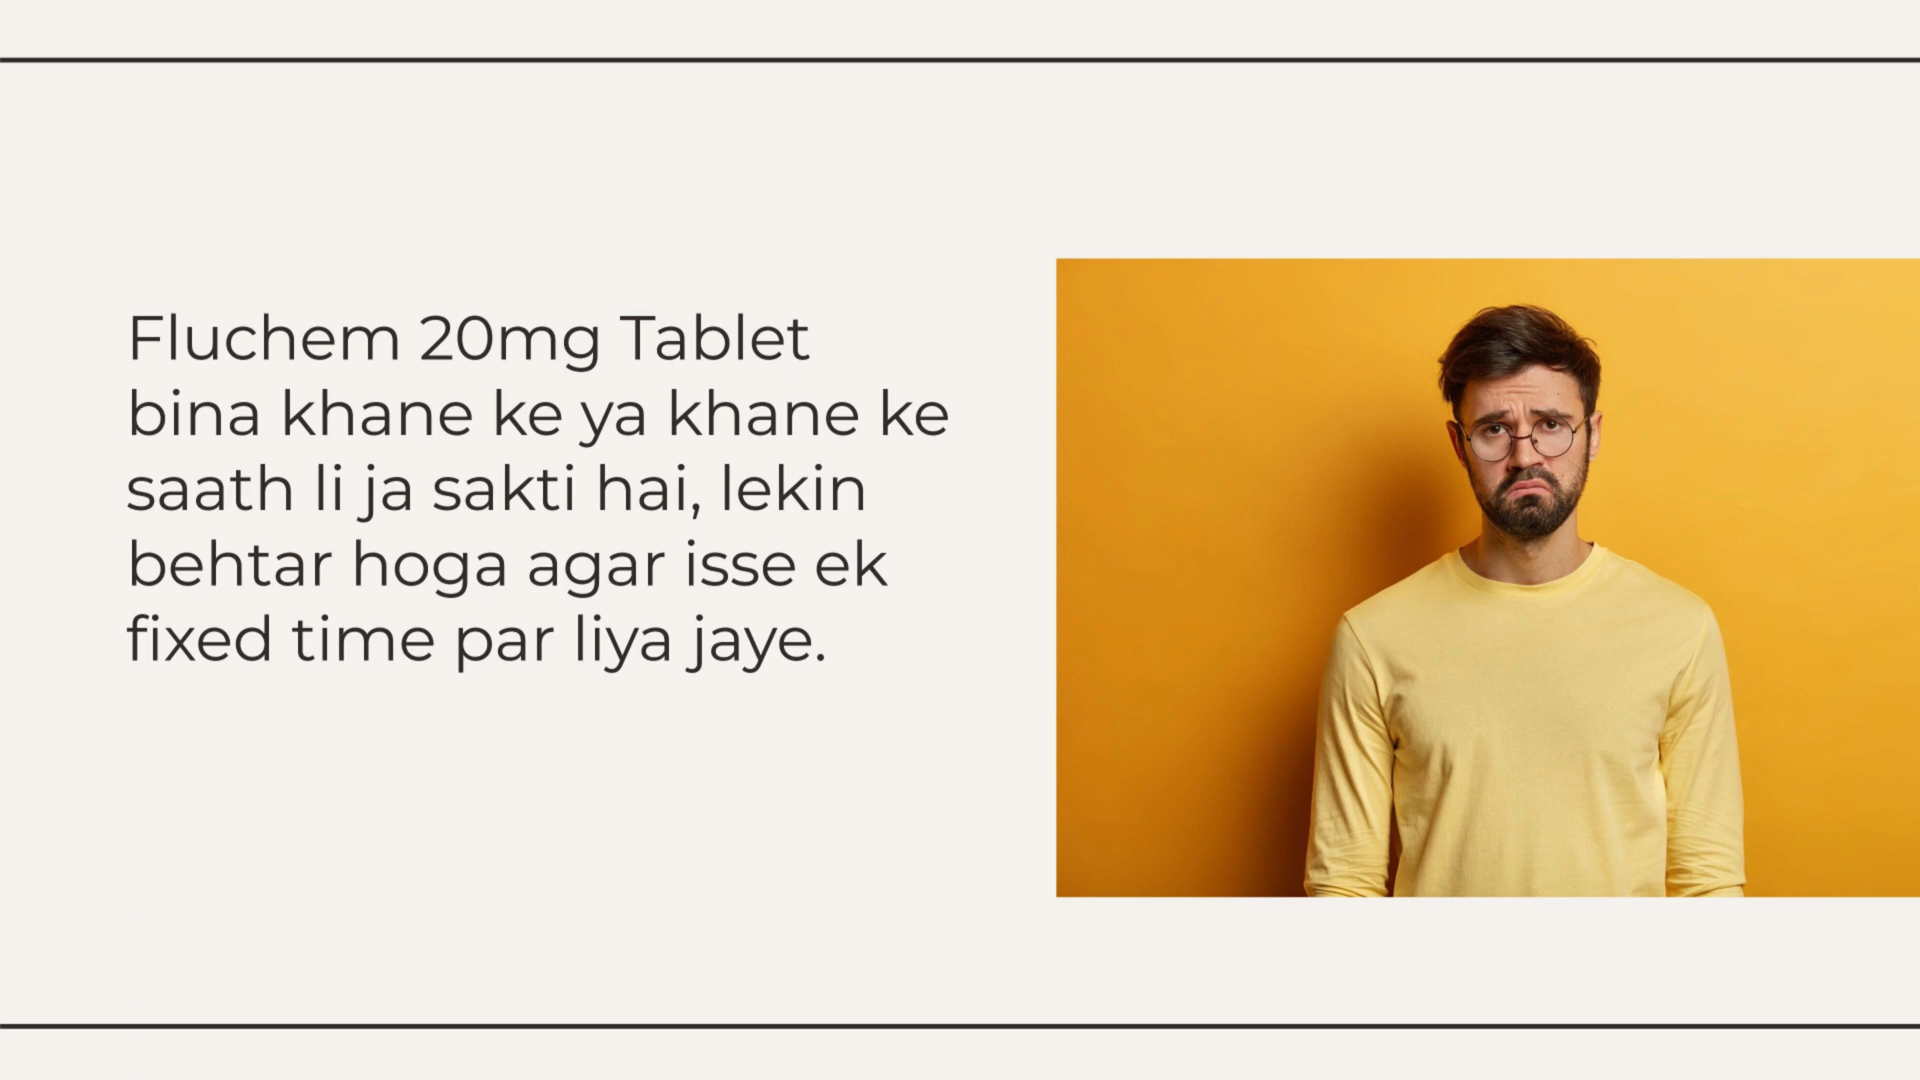 Fluchem 20mg Tablet
bina khane ke ya khane ke
saath li ja sakti hai, lekin
behtar hoga agar isse ek
fixed time par liya jaye.